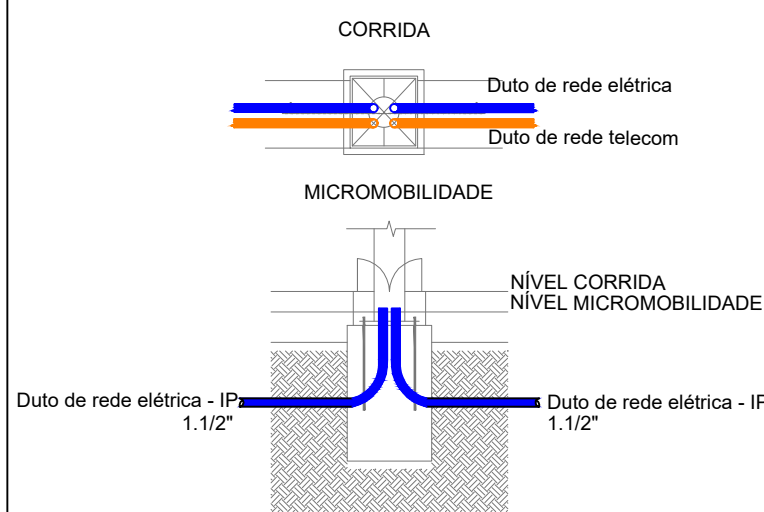 CORRIDA
Duto de rede elétrica
Duto de rede telecom
MICROMOBILIDADE
NÍVEL CORRIDA
NÍVEL MICROMOBILIDADE
Duto de rede elétrica - IP
1.1/2"
Duto de rede elétrica - IP
1.1/2"